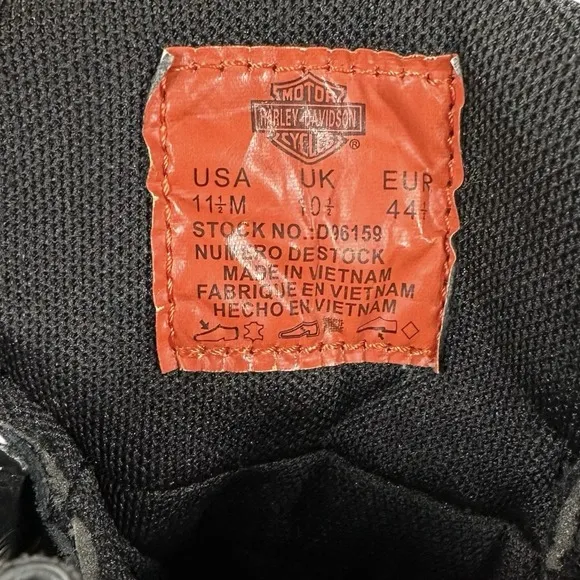 MOTOR
HARLEY-DAVIDSON
CYCLES
®
USA UK EUR
11½M 10½ 44½
STOCK NO.:D96159
NUMERO DESTOCK
MADE IN VIETNAM
FABRIQUE EN VIETNAM
HECHO EN VIETNAM